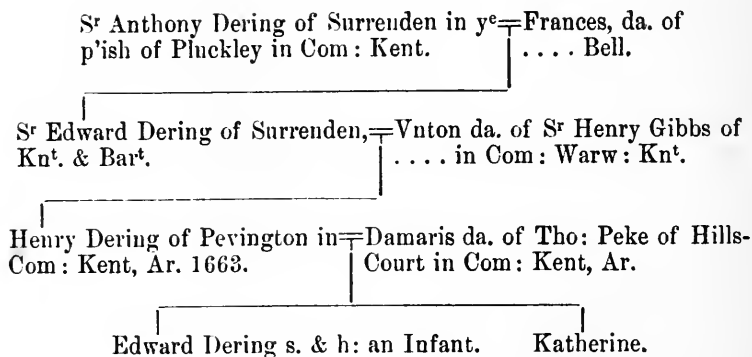 Sʳ Anthony Dering of Surrenden in yᵉ Frances, da. of
p'ish of Pluckley in Com: Kent. . . . . Bell.
Sʳ Edward Dering of Surrenden, Vnton da. of Sʳ Henry Gibbs of
Knᵗ. & Barᵗ. . . . . in Com: Warw: Knᵗ.
Henry Dering of Pevington in Damaris da. of Tho: Peke of Hills-
Com: Kent, Ar. 1663. Court in Com: Kent, Ar.
Edward Dering s. & h: an Infant. Katherine.